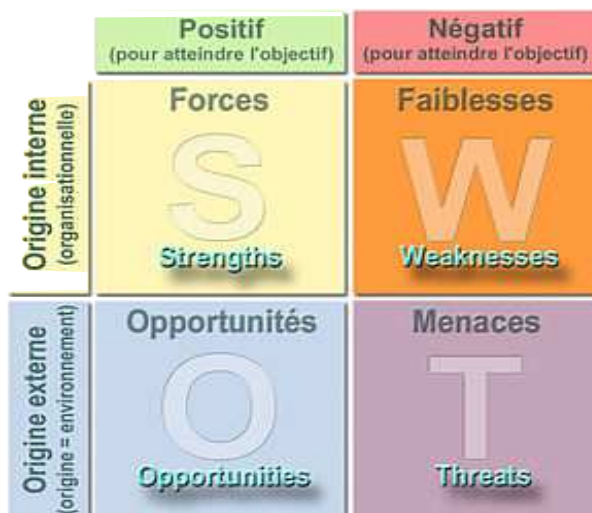 Positif
(pour atteindre l'objectif)
Négatif
(pour atteindre l'objectif)
Origine interne
(organisationnelle)
Forces
S
Strengths
Faiblesses
W
Weaknesses
Origine externe
(origine = environnement)
Opportunités
O
Opportunities
Menaces
T
Threats